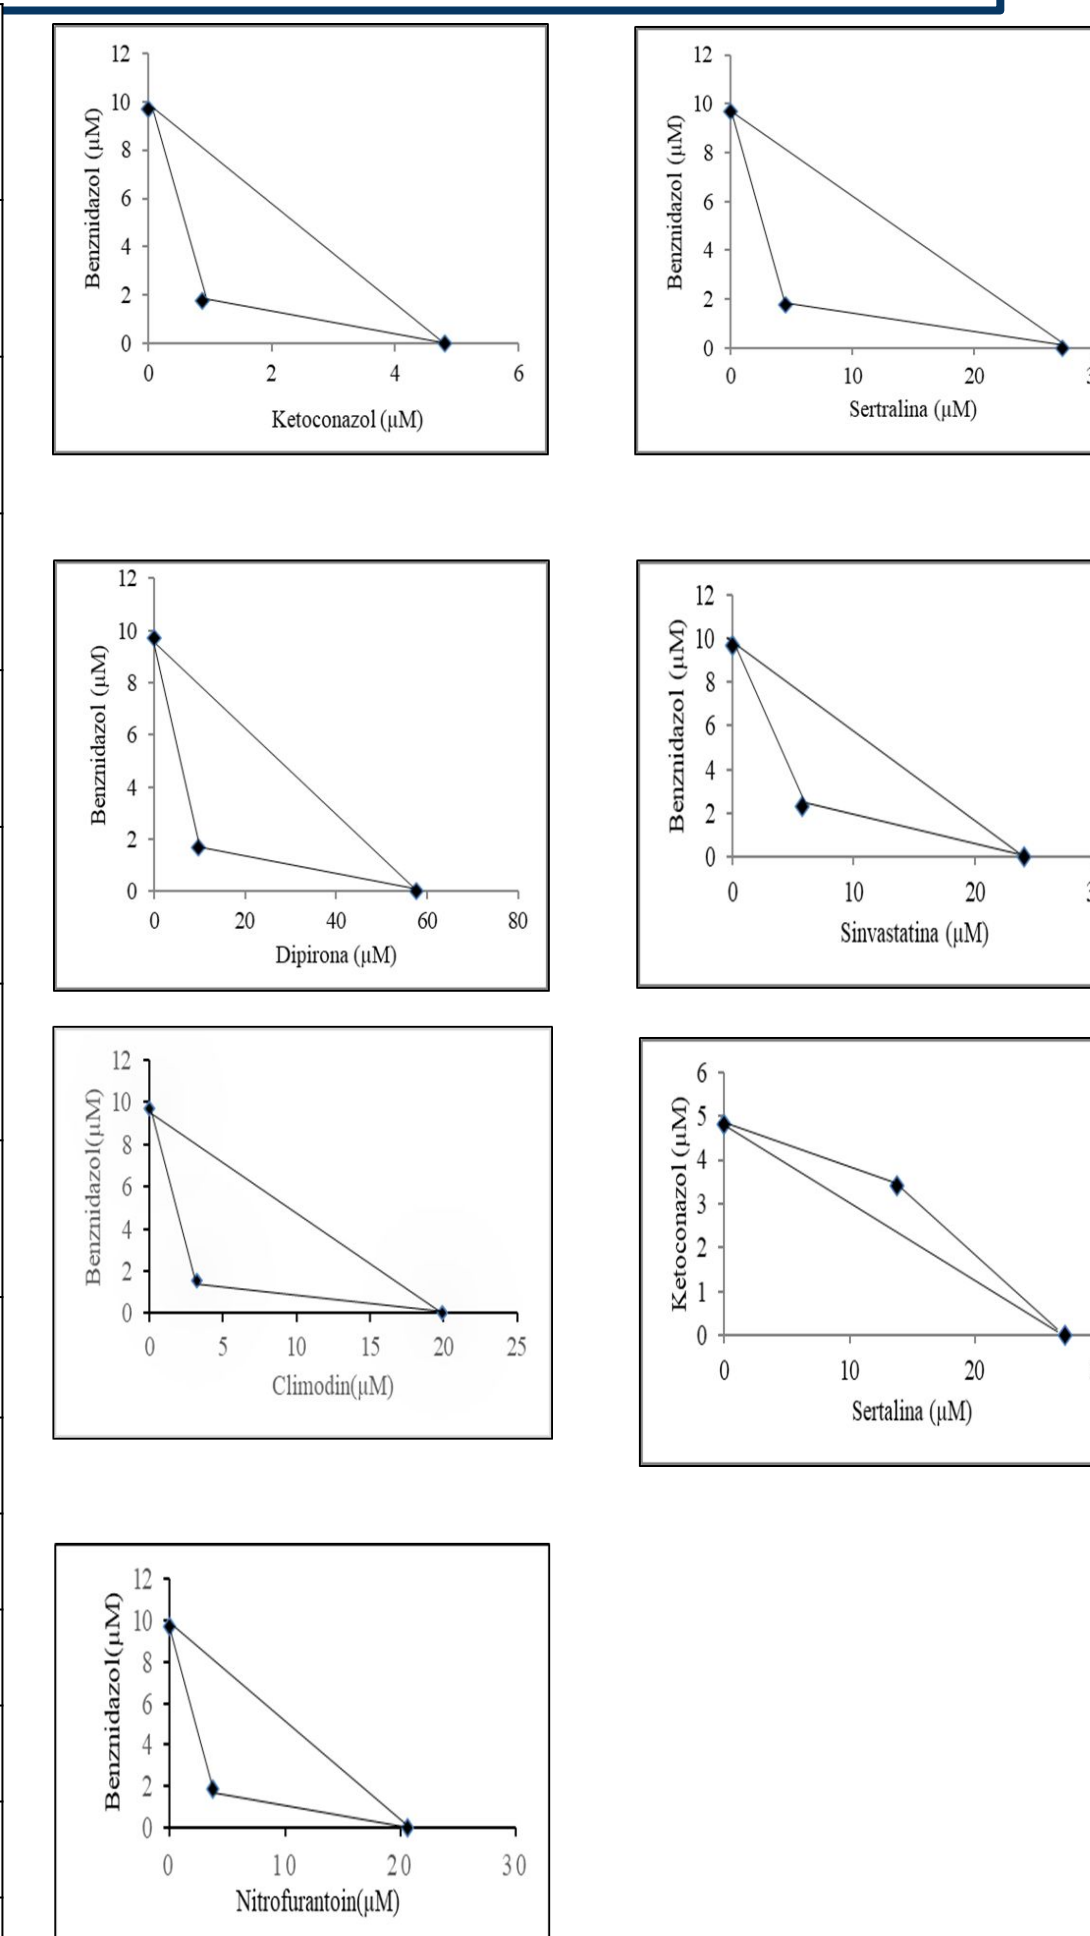 12
10
8
6
4
2
0
Benznidazol (µM)
0 2 4 6
Ketoconazol (µM)
12
10
8
6
4
2
0
Benznidazol (µM)
0 10 20
Sertralina (µM)
12
10
8
6
4
2
0
Benznidazol (µM)
0 20 40 60 80
Dipirona (µM)
12
10
8
6
4
2
0
Benznidazol (µM)
0 10 20
Sinvastatina (µM)
12
10
8
6
4
2
0
Benznidazol(µM)
0 5 10 15 20 25
Climodin(µM)
6
5
4
3
2
1
0
Ketoconazol (µM)
0 10 20
Sertalina (µM)
12
10
8
6
4
2
0
Benznidazol(µM)
0 10 20 30
Nitrofurantoin(µM)